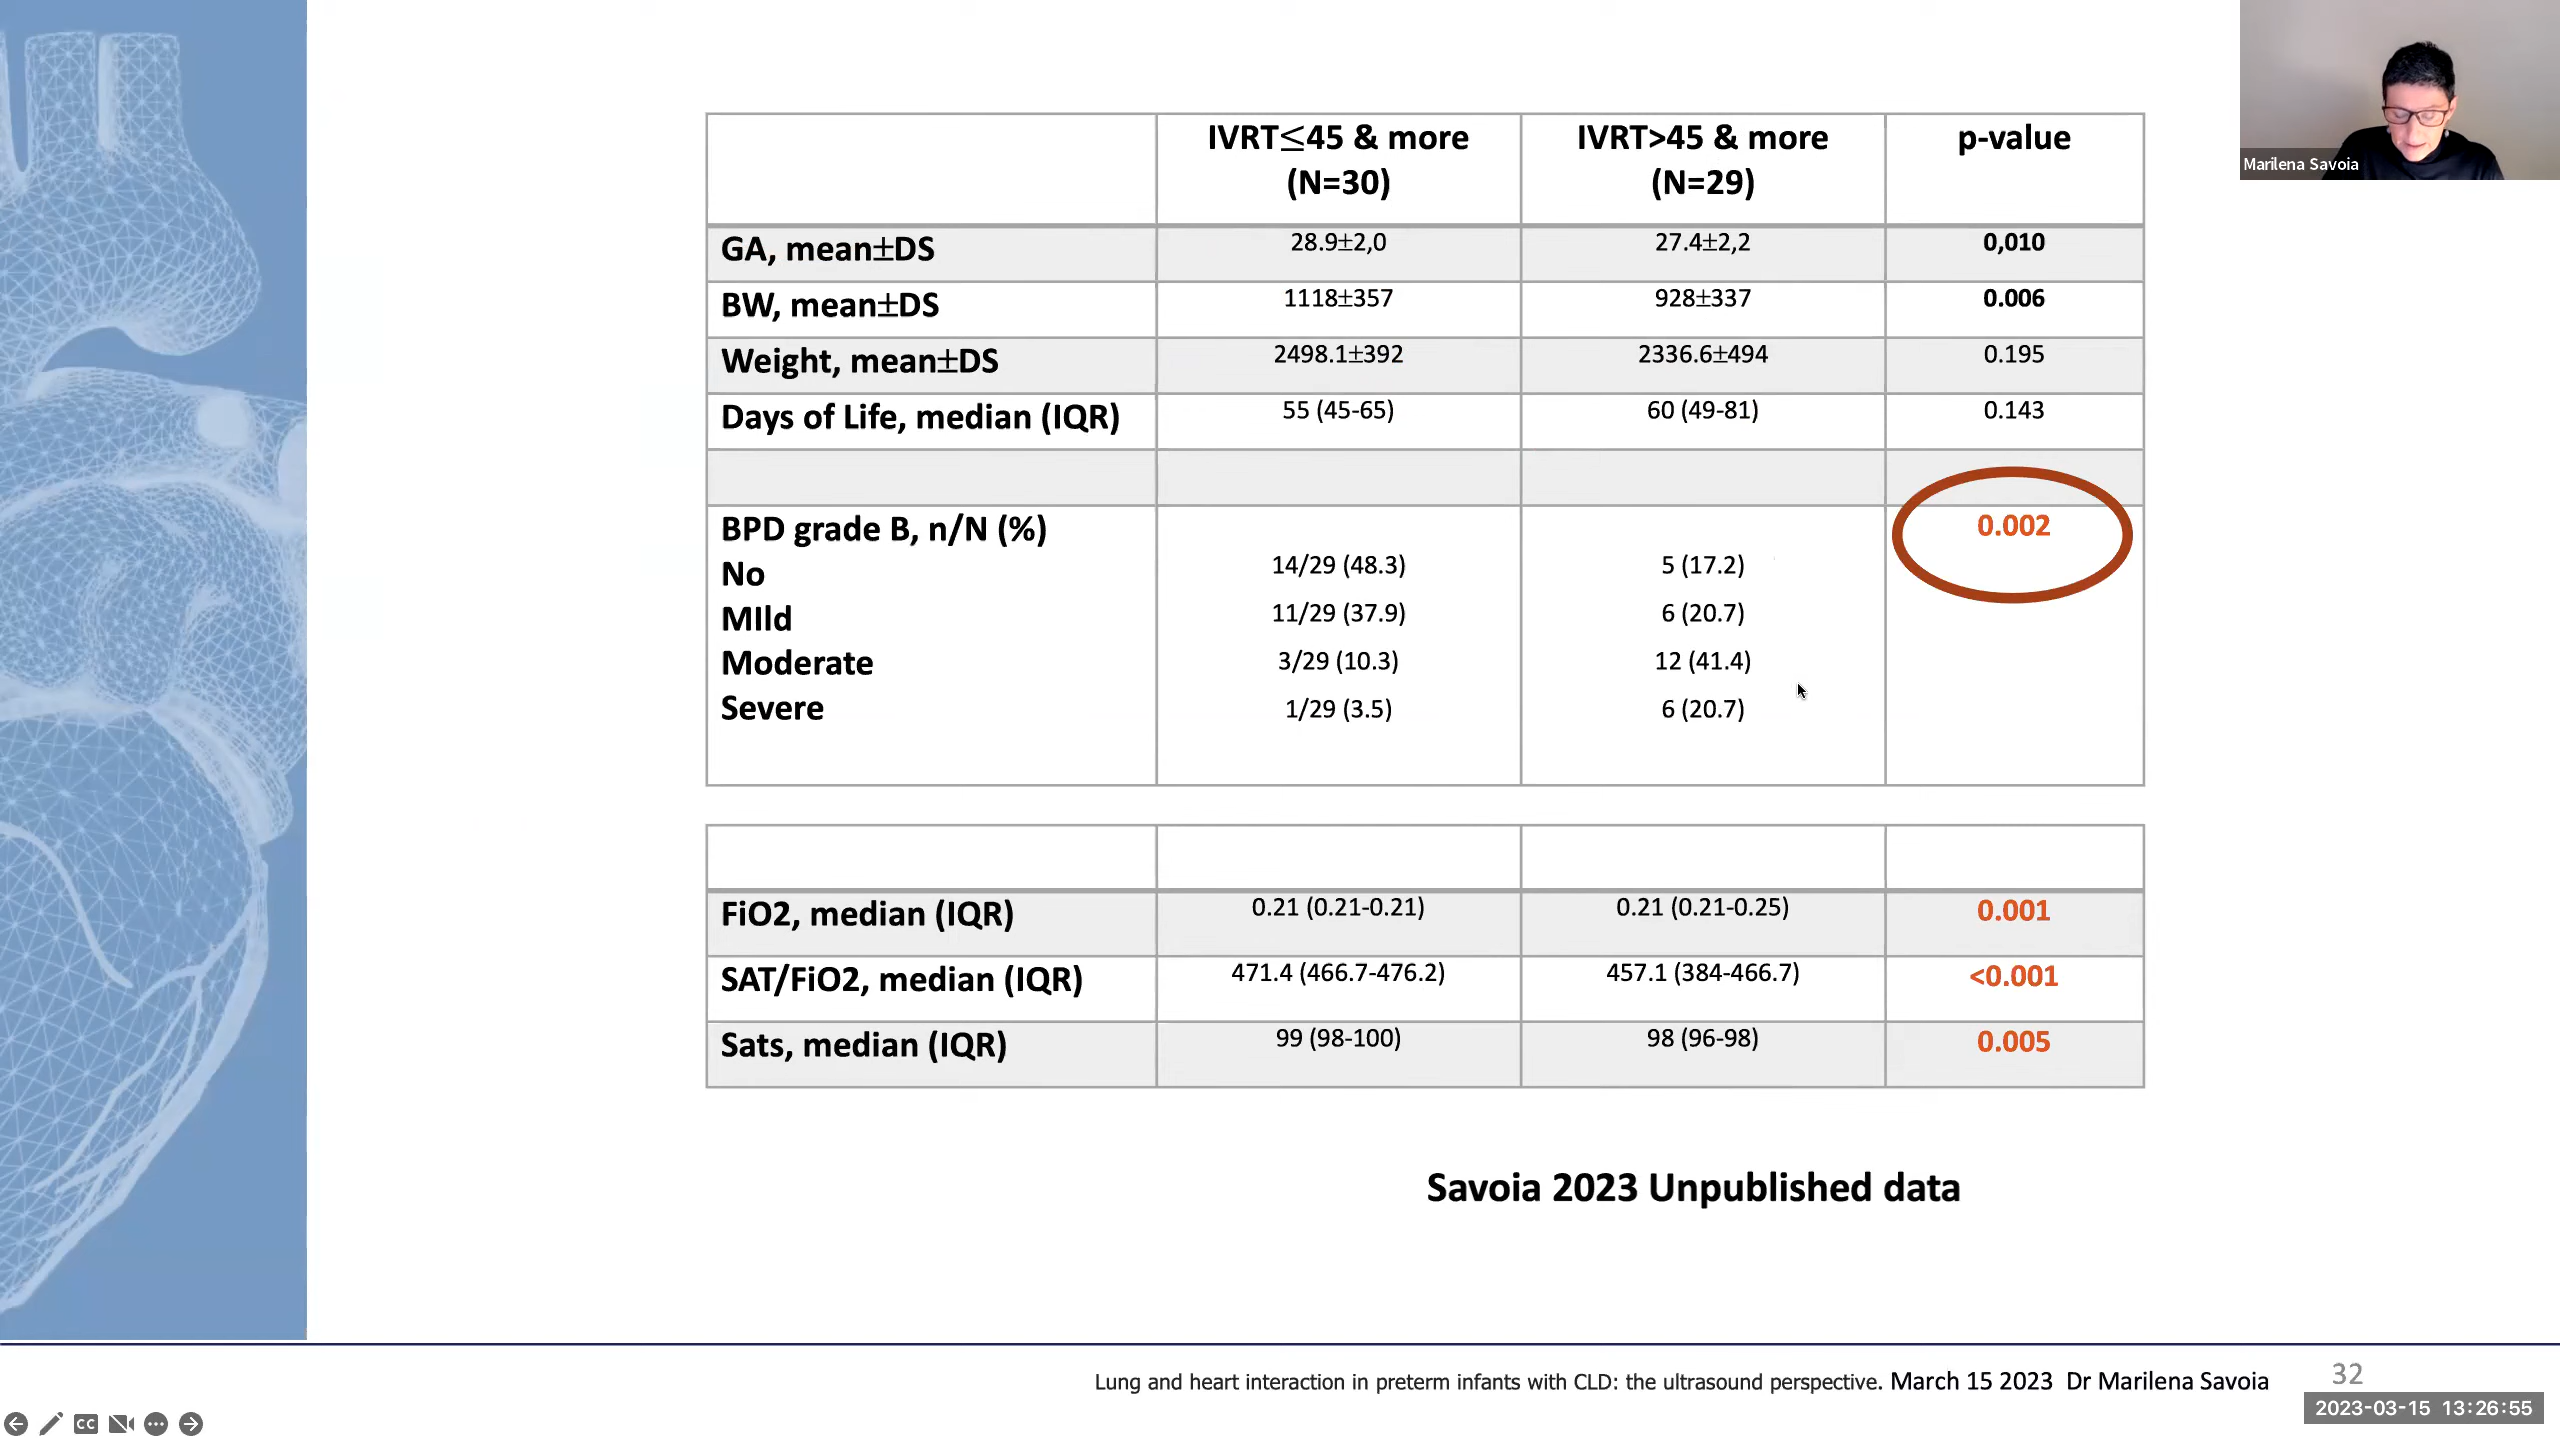 Marilena Savoia
IVRT≤45 & more (N=30) IVRT>45 & more (N=29) p-value
GA, mean±DS 28.9±2,0 27.4±2,2 0,010
BW, mean±DS 1118±357 928±337 0.006
Weight, mean±DS 2498.1±392 2336.6±494 0.195
Days of Life, median (IQR) 55 (45-65) 60 (49-81) 0.143
BPD grade B, n/N (%) 0.002
No 14/29 (48.3) 5 (17.2)
MIld 11/29 (37.9) 6 (20.7)
Moderate 3/29 (10.3) 12 (41.4)
Severe 1/29 (3.5) 6 (20.7)
FiO2, median (IQR) 0.21 (0.21-0.21) 0.21 (0.21-0.25) 0.001
SAT/FiO2, median (IQR) 471.4 (466.7-476.2) 457.1 (384-466.7) <0.001
Sats, median (IQR) 99 (98-100) 98 (96-98) 0.005
Savoia 2023 Unpublished data
Lung and heart interaction in preterm infants with CLD: the ultrasound perspective. March 15 2023 Dr Marilena Savoia 32
2023-03-15 13:26:55
CC